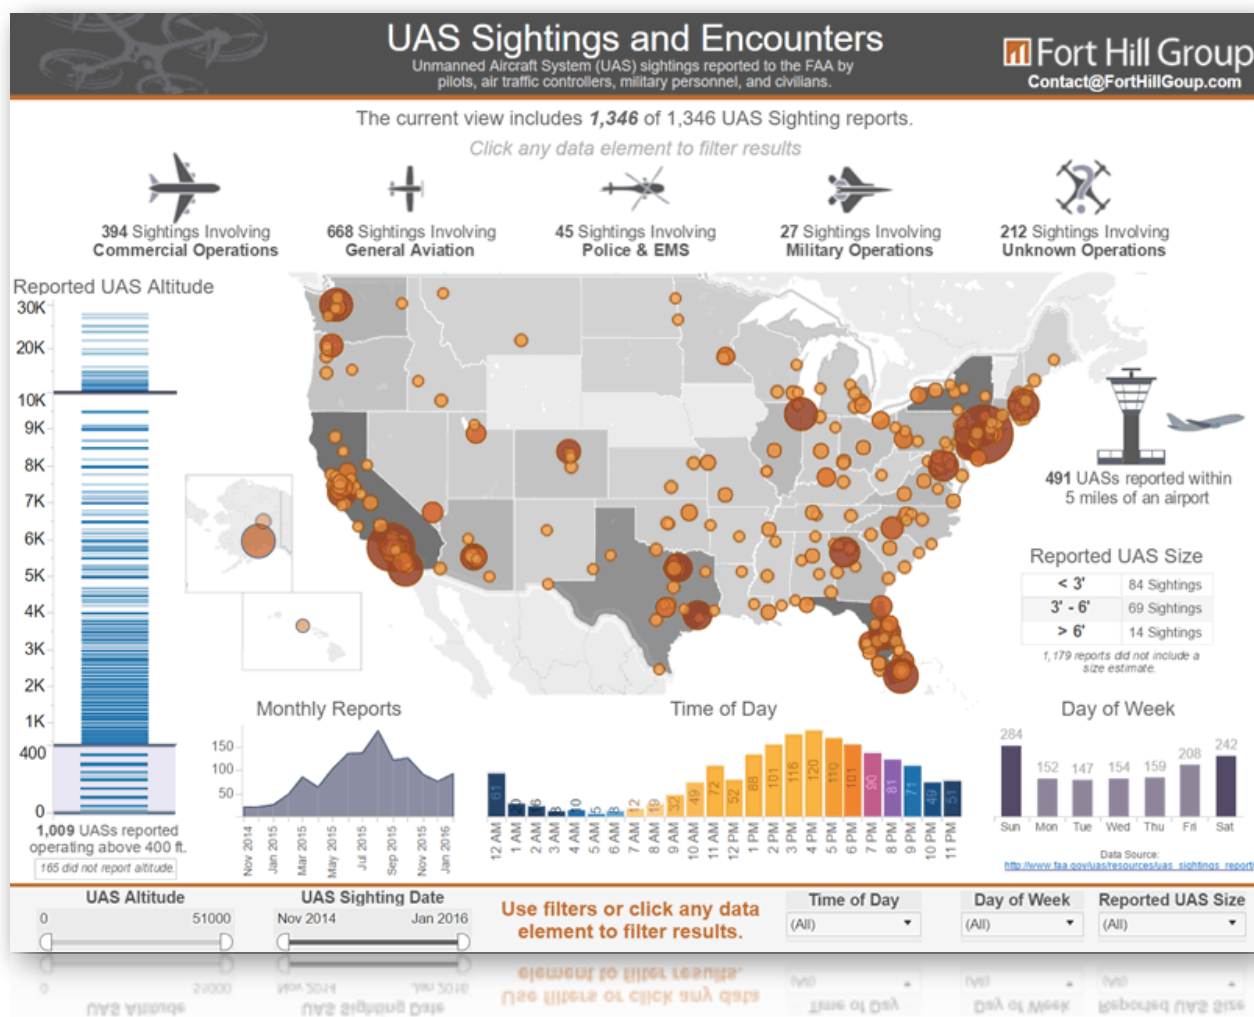 UAS Sightings and Encounters
Unmanned Aircraft System (UAS) sightings reported to the FAA by
pilots, air traffic controllers, military personnel, and civilians.
Fort Hill Group
Contact@FortHillGoup.com
The current view includes 1,346 of 1,346 UAS Sighting reports.
Click any data element to filter results
394 Sightings Involving
Commercial Operations
668 Sightings Involving
General Aviation
45 Sightings Involving
Police & EMS
27 Sightings Involving
Military Operations
212 Sightings Involving
Unknown Operations
Reported UAS Altitude
30K
20K
10K
9K
8K
7K
6K
5K
4K
3K
2K
1K
400
0
1,009 UASs reported
operating above 400 ft.
165 did not report altitude.
491 UASs reported within
5 miles of an airport
Reported UAS Size
< 3' 84 Sightings
3' - 6' 69 Sightings
> 6' 14 Sightings
1,179 reports did not include a
size estimate.
Monthly Reports
150
100
50
Nov 2014 Jan 2015 Mar 2015 May 2015 Jul 2015 Sep 2015 Nov 2015 Jan 2016
Time of Day
61 5 12 19 32 49 72 52 88 101 116 120 110 101 90 81 71 49 51
12 AM 1 AM 2 AM 3 AM 4 AM 5 AM 6 AM 7 AM 8 AM 9 AM 10 AM 11 AM 12 PM 1 PM 2 PM 3 PM 4 PM 5 PM 6 PM 7 PM 8 PM 9 PM 10 PM 11 PM
Day of Week
284 152 147 154 159 208 242
Sun Mon Tue Wed Thu Fri Sat
Data Source:
http://www.faa.gov/uas/resources/uas_sightings_report/
UAS Altitude
0 51000
UAS Sighting Date
Nov 2014 Jan 2016
Use filters or click any data
element to filter results.
Time of Day
(All)
Day of Week
(All)
Reported UAS Size
(All)